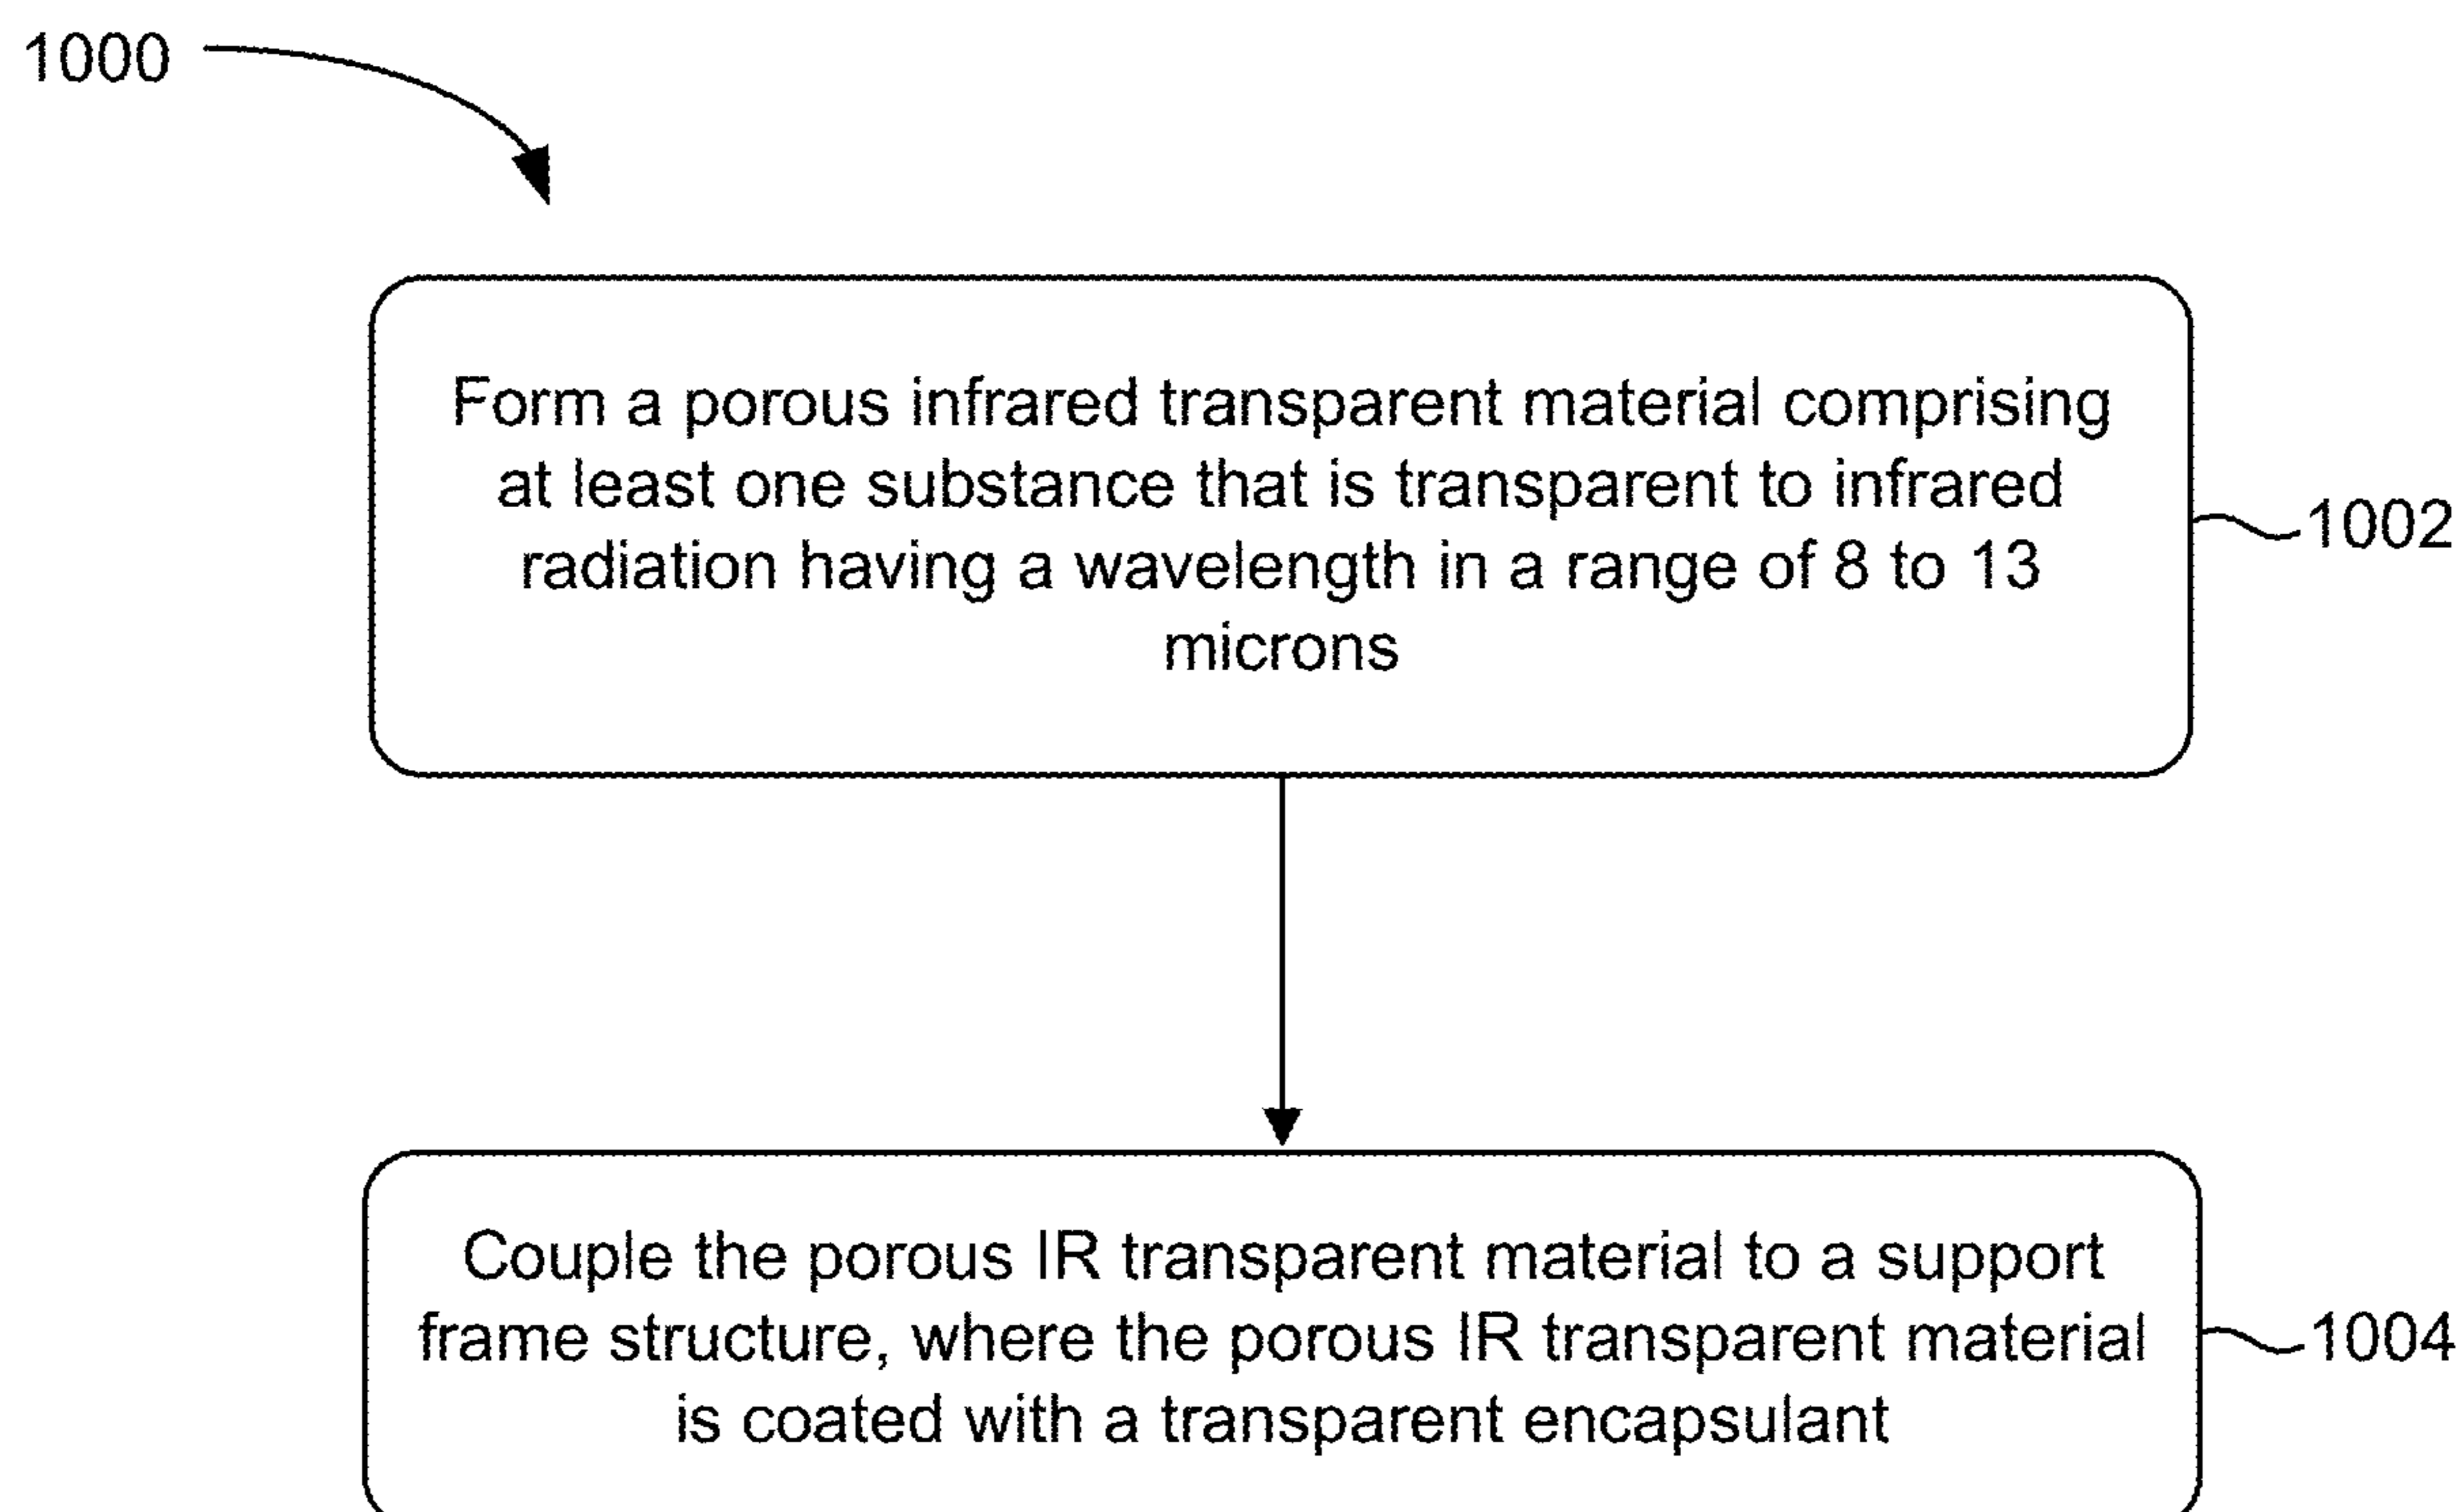 1000
Form a porous infrared transparent material comprising
at least one substance that is transparent to infrared
radiation having a wavelength in a range of 8 to 13
microns
1002
Couple the porous IR transparent material to a support
frame structure, where the porous IR transparent material
is coated with a transparent encapsulant
1004